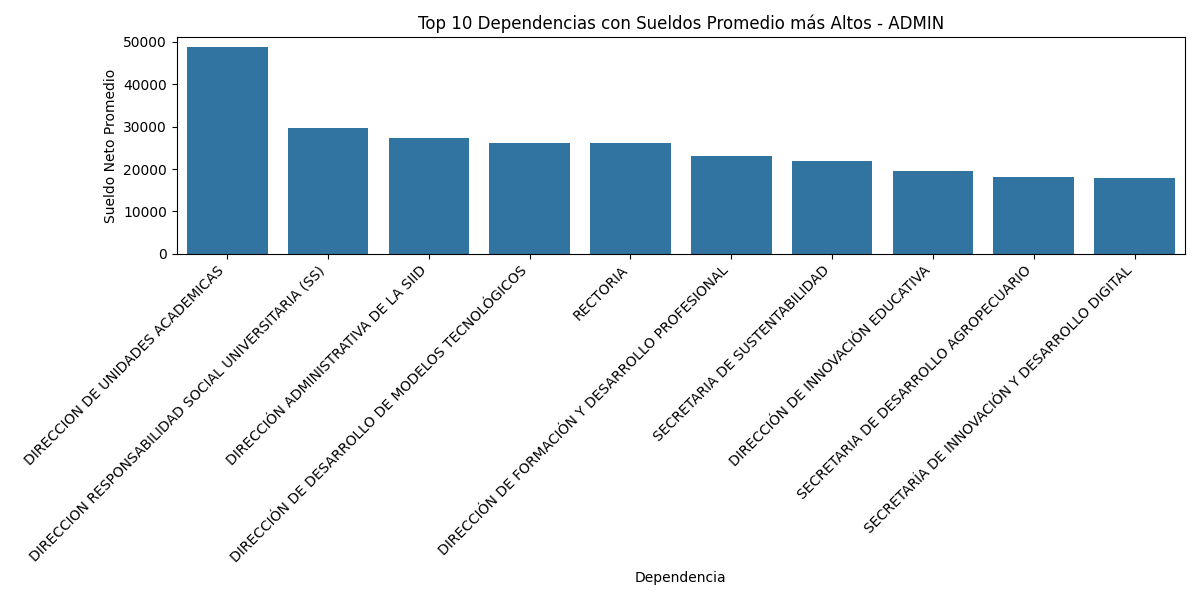 Top 10 Dependencias con Sueldos Promedio más Altos - ADMIN
Sueldo Neto Promedio
50000
40000
30000
20000
10000
0
DIRECCION DE UNIDADES ACADEMICAS
DIRECCION RESPONSABILIDAD SOCIAL UNIVERSITARIA (SS)
DIRECCIÓN ADMINISTRATIVA DE LA SIID
DIRECCIÓN DE DESARROLLO DE MODELOS TECNOLÓGICOS
RECTORIA
DIRECCIÓN DE FORMACIÓN Y DESARROLLO PROFESIONAL
SECRETARIA DE SUSTENTABILIDAD
DIRECCIÓN DE INNOVACIÓN EDUCATIVA
SECRETARIA DE DESARROLLO AGROPECUARIO
SECRETARÍA DE INNOVACIÓN Y DESARROLLO DIGITAL
Dependencia